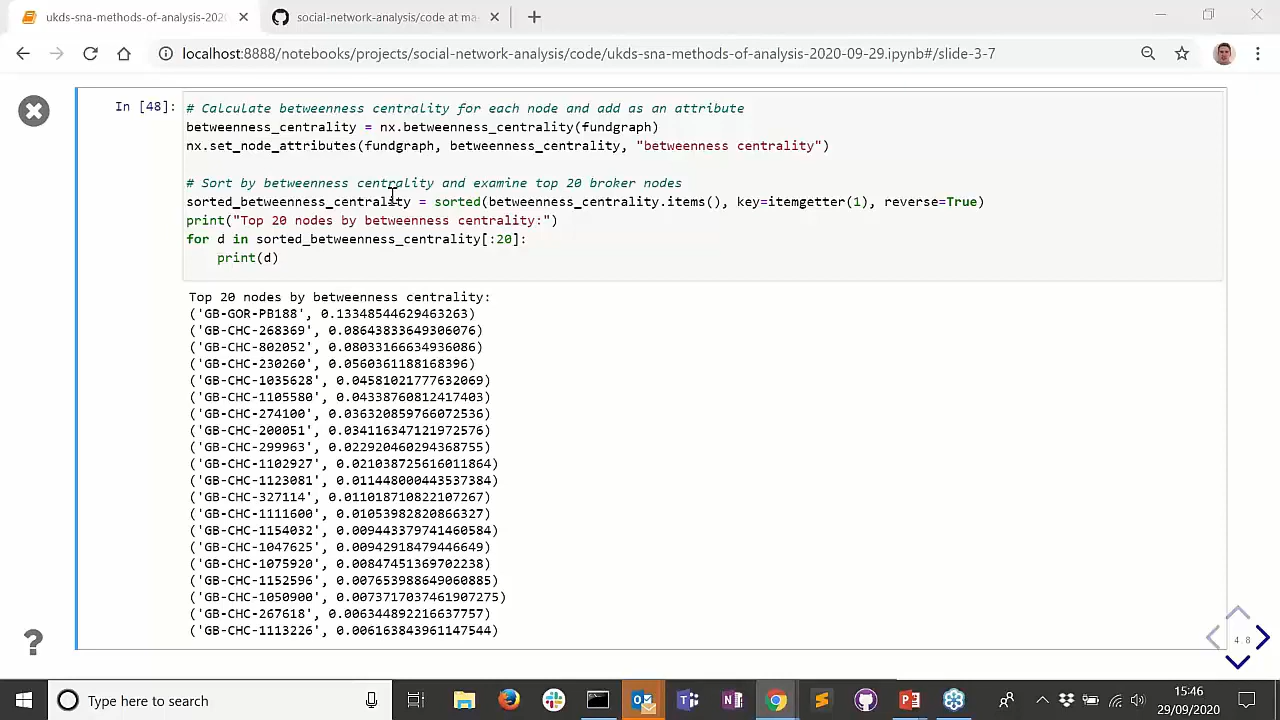 ukds-sna-methods-of-analysis-202
social-network-analysis/code at ma
localhost:8888/notebooks/projects/social-network-analysis/code/ukds-sna-methods-of-analysis-2020-09-29.ipynb#/slide-3-7
In [48]:
# Calculate betweenness centrality for each node and add as an attribute
betweenness_centrality = nx.betweenness_centrality(fundgraph)
nx.set_node_attributes(fundgraph, betweenness_centrality, "betweenness centrality")
# Sort by betweenness centrality and examine top 20 broker nodes
sorted_betweenness_centrality = sorted(betweenness_centrality.items(), key=itemgetter(1), reverse=True)
print("Top 20 nodes by betweenness centrality:")
for d in sorted_betweenness_centrality[:20]:
print(d)
Top 20 nodes by betweenness centrality:
('GB-GOR-PB188', 0.13348544629463263)
('GB-CHC-268369', 0.08643833649306076)
('GB-CHC-802052', 0.08033166634936086)
('GB-CHC-230260', 0.0560361188168396)
('GB-CHC-1035628', 0.04581021777632069)
('GB-CHC-1105580', 0.04338760812417403)
('GB-CHC-274100', 0.036320859766072536)
('GB-CHC-200051', 0.034116347121972576)
('GB-CHC-299963', 0.022920460294368755)
('GB-CHC-1102927', 0.021038725616011864)
('GB-CHC-1123081', 0.011448000443537384)
('GB-CHC-327114', 0.011018710822107267)
('GB-CHC-1111600', 0.01053982820866327)
('GB-CHC-1154032', 0.009443379741460584)
('GB-CHC-1047625', 0.00942918479446649)
('GB-CHC-1075920', 0.00847451369702238)
('GB-CHC-1152596', 0.007653988649060885)
('GB-CHC-1050900', 0.0073717037461907275)
('GB-CHC-267618', 0.006344892216637757)
('GB-CHC-1113226', 0.006163843961147544)
4.8
Type here to search
15:46
29/09/2020